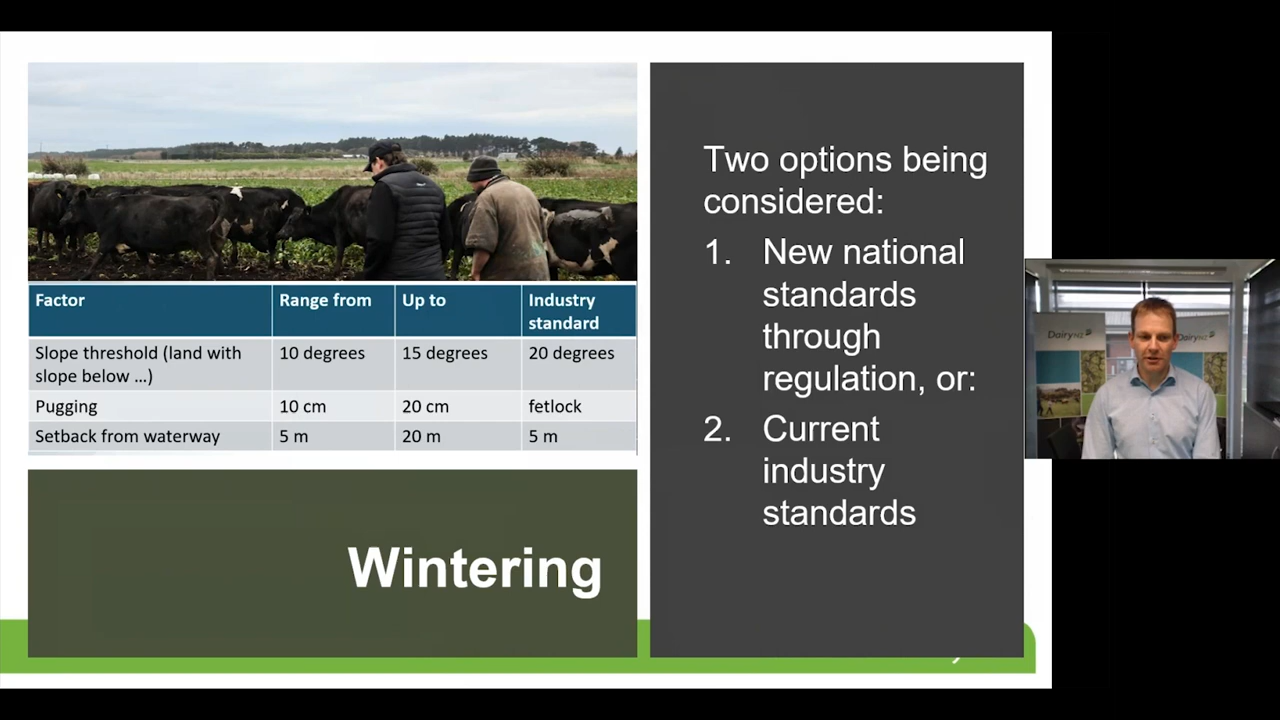 Factor Range from Up to Industry standard
Slope threshold (land with slope below ...) 10 degrees 15 degrees 20 degrees
Pugging 10 cm 20 cm fetlock
Setback from waterway 5 m 20 m 5 m
Wintering
Two options being
considered:
1. New national
standards
through
regulation, or:
2. Current
industry
standards
DairyNZ
DairyNZ